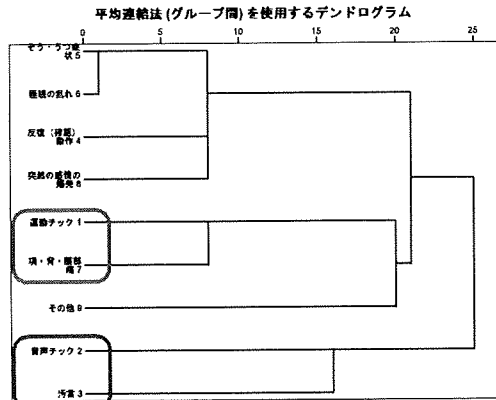 平均連結法 (グループ間) を使用するデンドログラム
0 5 10 15 20 25
そう・うつ症
状 5
睡眠の乱れ 6
反復（確認）
動作 4
突然の感情の
爆発 8
運動チック 1
項・背・腰部
痛 7
その他 9
音声チック 2
汚言 3